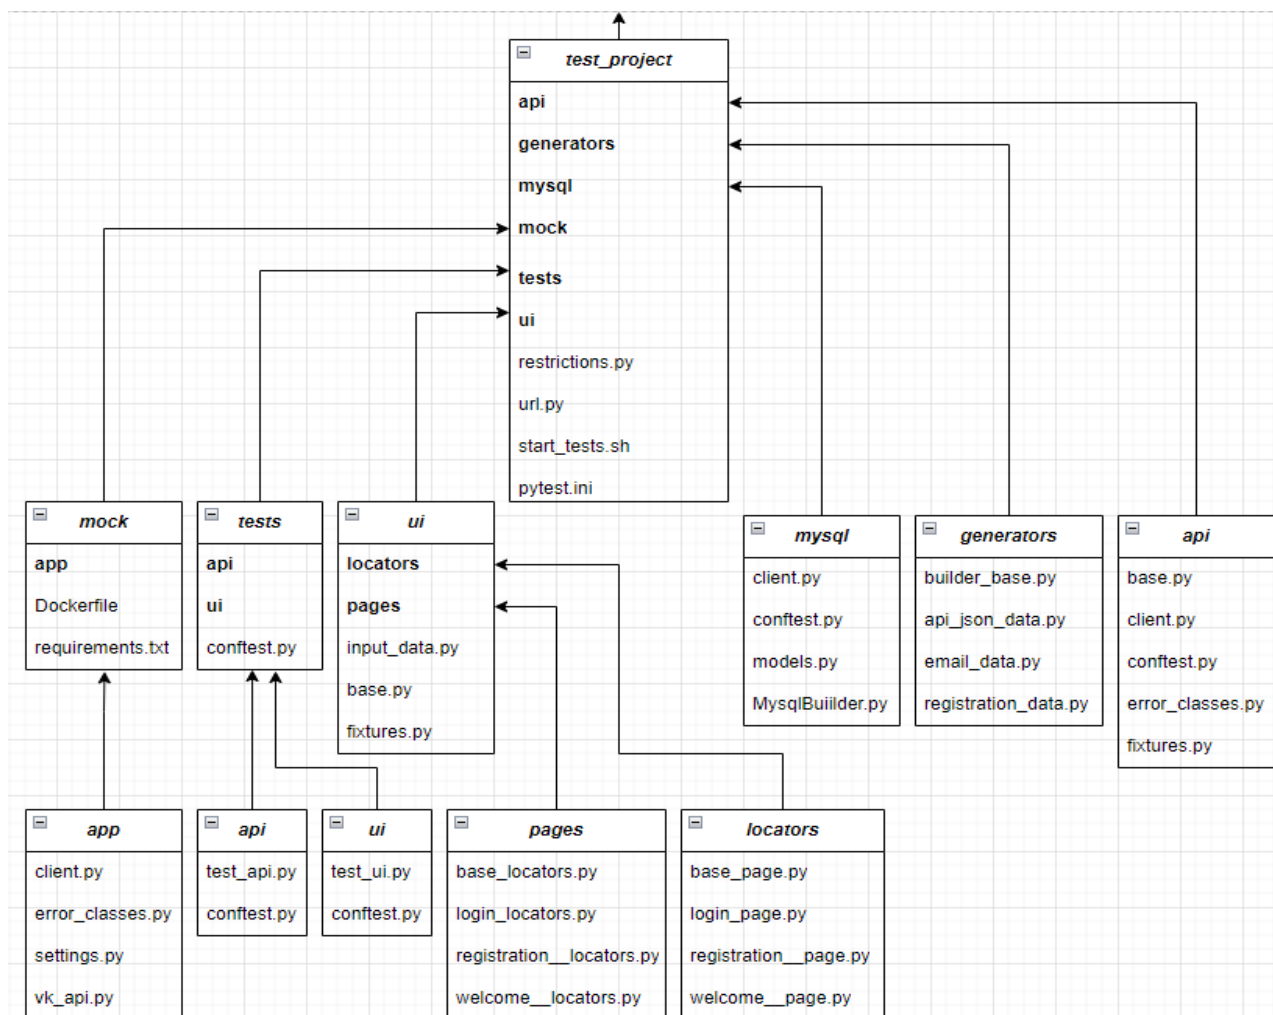 test_project
api
generators
mysql
mock
tests
ui
restrictions.py
url.py
start_tests.sh
pytest.ini
mock
app
Dockerfile
requirements.txt
tests
api
ui
conftest.py
ui
locators
pages
input_data.py
base.py
fixtures.py
mysql
client.py
conftest.py
models.py
MysqlBuiilder.py
generators
builder_base.py
api_json_data.py
email_data.py
registration_data.py
api
base.py
client.py
conftest.py
error_classes.py
fixtures.py
app
client.py
error_classes.py
settings.py
vk_api.py
api
test_api.py
conftest.py
ui
test_ui.py
conftest.py
pages
base_locators.py
login_locators.py
registration__locators.py
welcome__locators.py
locators
base_page.py
login_page.py
registration__page.py
welcome__page.py